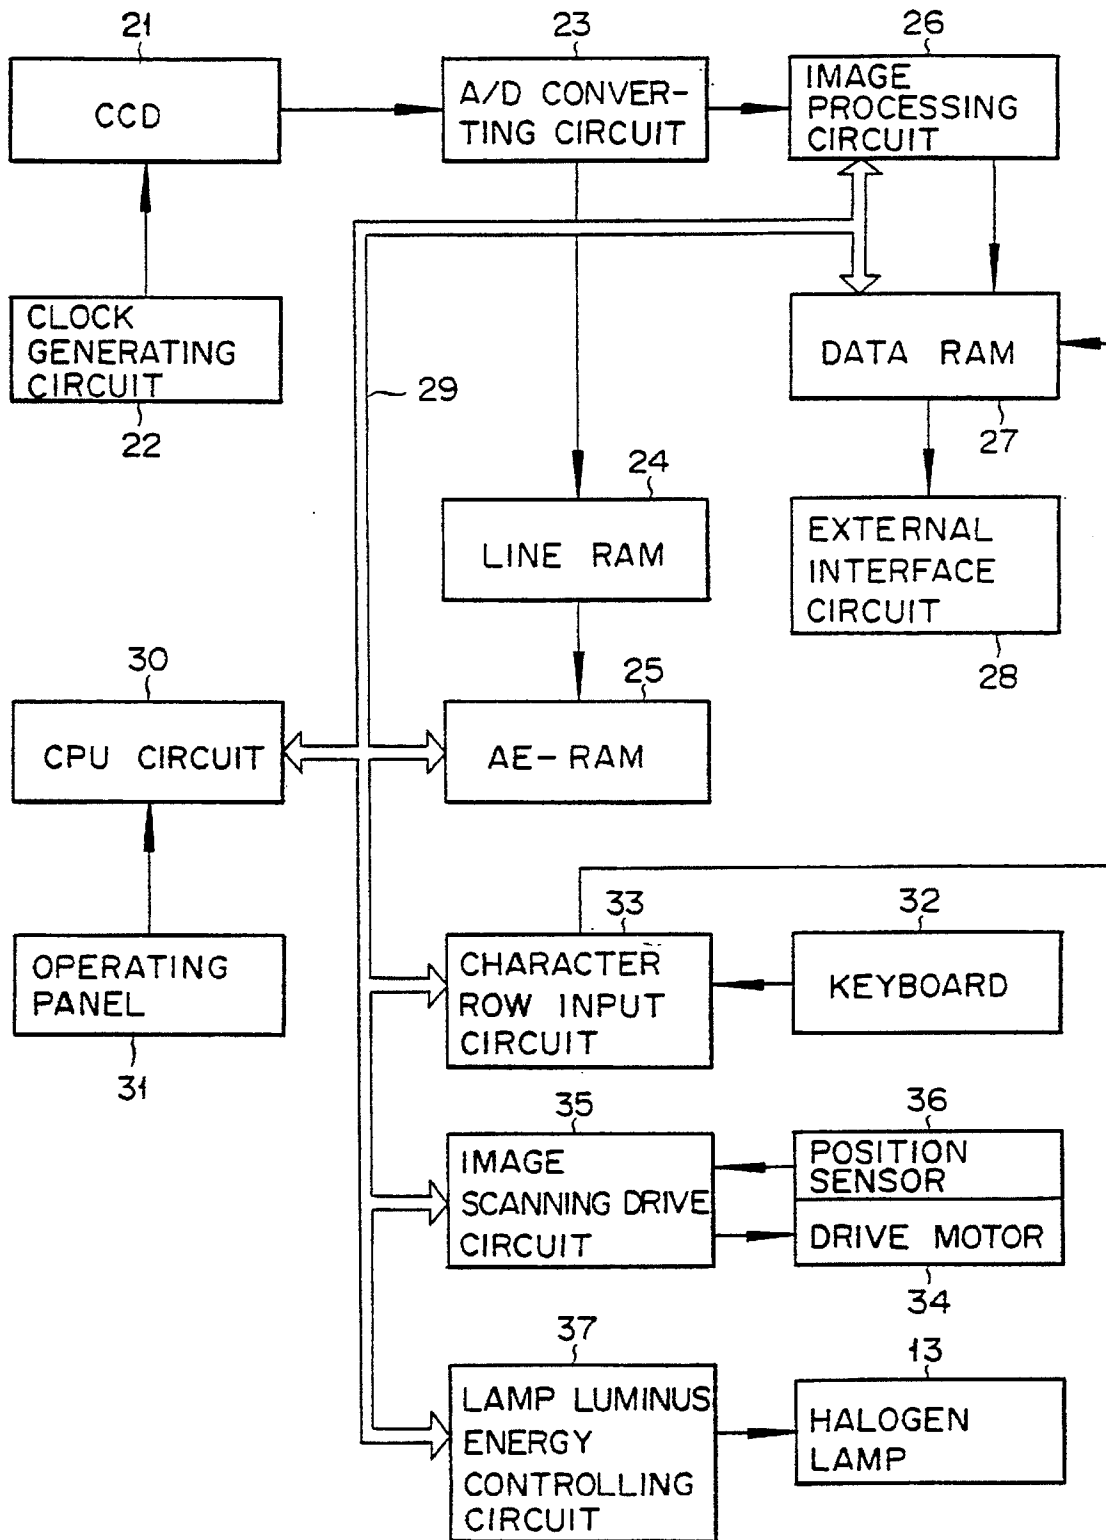 21
CCD
23
A/D CONVER-
TING CIRCUIT
26
IMAGE
PROCESSING
CIRCUIT
CLOCK
GENERATING
CIRCUIT
22
29
DATA RAM
27
24
LINE RAM
EXTERNAL
INTERFACE
CIRCUIT
28
30
CPU CIRCUIT
25
AE-RAM
OPERATING
PANEL
31
33
CHARACTER
ROW INPUT
CIRCUIT
32
KEYBOARD
35
IMAGE
SCANNING DRIVE
CIRCUIT
36
POSITION
SENSOR
DRIVE MOTOR
34
37
LAMP LUMINUS
ENERGY
CONTROLLING
CIRCUIT
13
HALOGEN
LAMP